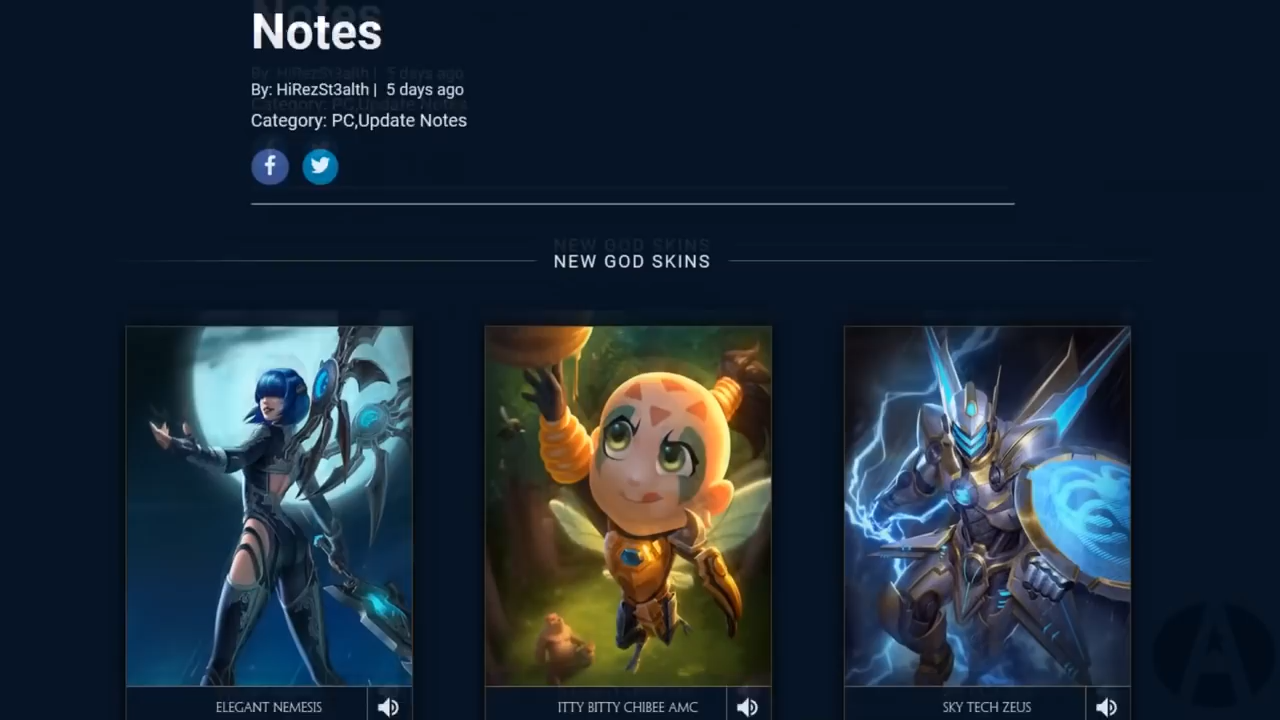 Notes
By: HiRezSt3alth | 5 days ago
Category: PC,Update Notes
NEW GOD SKINS
ELEGANT NEMESIS
ITTY BITTY CHIBEE AMC
SKY TECH ZEUS